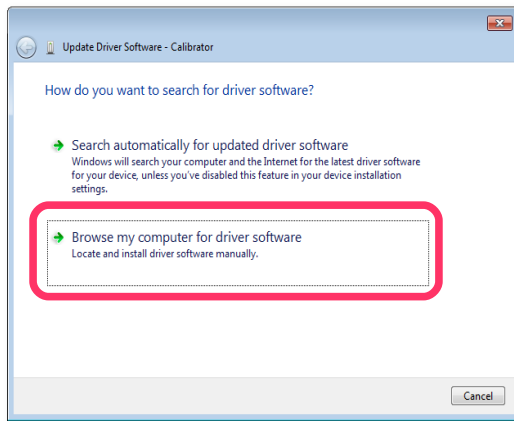 Update Driver Software - Calibrator
How do you want to search for driver software?
Search automatically for updated driver software
Windows will search your computer and the Internet for the latest driver software
for your device, unless you've disabled this feature in your device installation
settings.
Browse my computer for driver software
Locate and install driver software manually.
Cancel